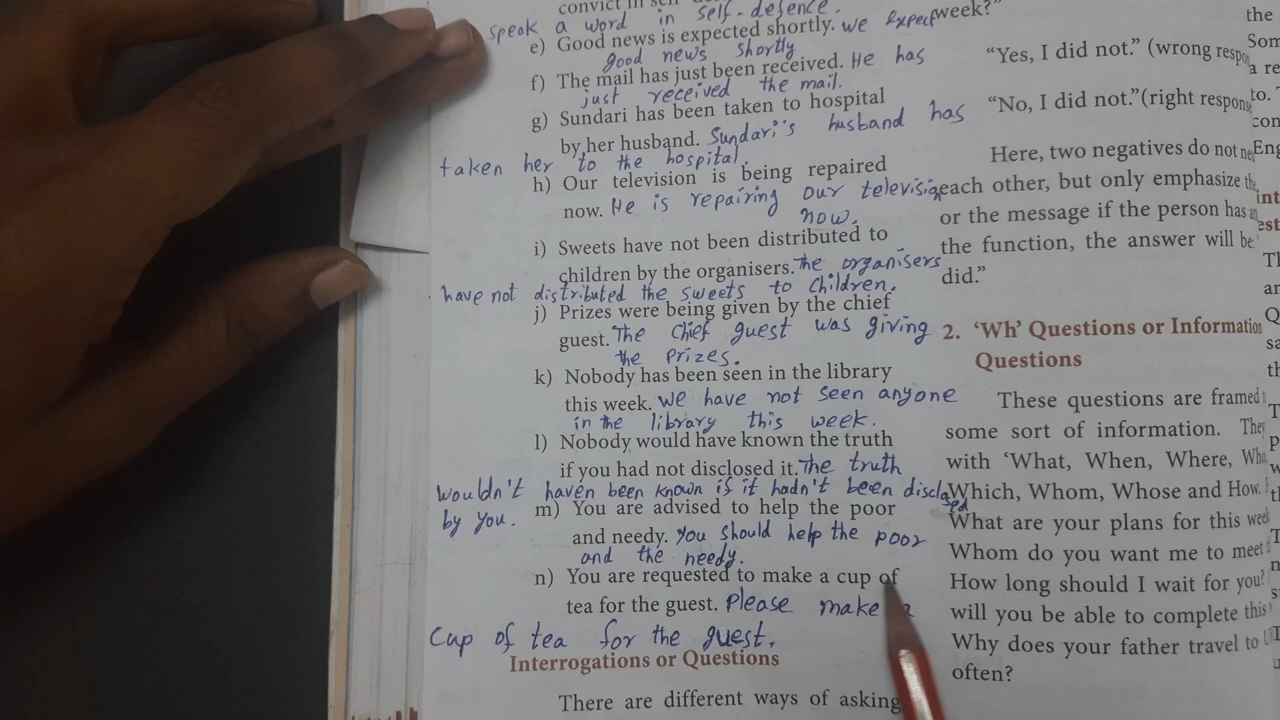 convict in self
speak a word in self-defence.
e) Good news is expected shortly. We expect
good news shortly
f) The mail has just been received. He has
just received the mail.
g) Sundari has been taken to hospital
by her husband. Sundari's husband has
taken her to the hospital.
h) Our television is being repaired
now. He is repairing our television
now.
i) Sweets have not been distributed to
children by the organisers. The organisers
have not distributed the sweets to children.
j) Prizes were being given by the chief
guest. The chief guest was giving
the prizes.
k) Nobody has been seen in the library
this week. We have not seen anyone
in the library this week.
l) Nobody would have known the truth
if you had not disclosed it. The truth
wouldn't haven been known if it hadn't been disclosed
by you.
m) You are advised to help the poor
and needy. You should help the poor
and the needy.
n) You are requested to make a cup of
tea for the guest. Please make a
cup of tea for the guest.
Interrogations or Questions
There are different ways of asking
week?"
"Yes, I did not." (wrong
"No, I did not."(right
Here, two negatives do not
each other, but only emphasize
or the message if the person has
the function, the answer will be
did."
2. 'Wh' Questions or Information
Questions
These questions are framed
some sort of information. They
with 'What, When, Where,
Which, Whom, Whose and How.
What are your plans for this week
Whom do you want me to meet
How long should I wait for you?
will you be able to complete this
Why does your father travel to
often?
the